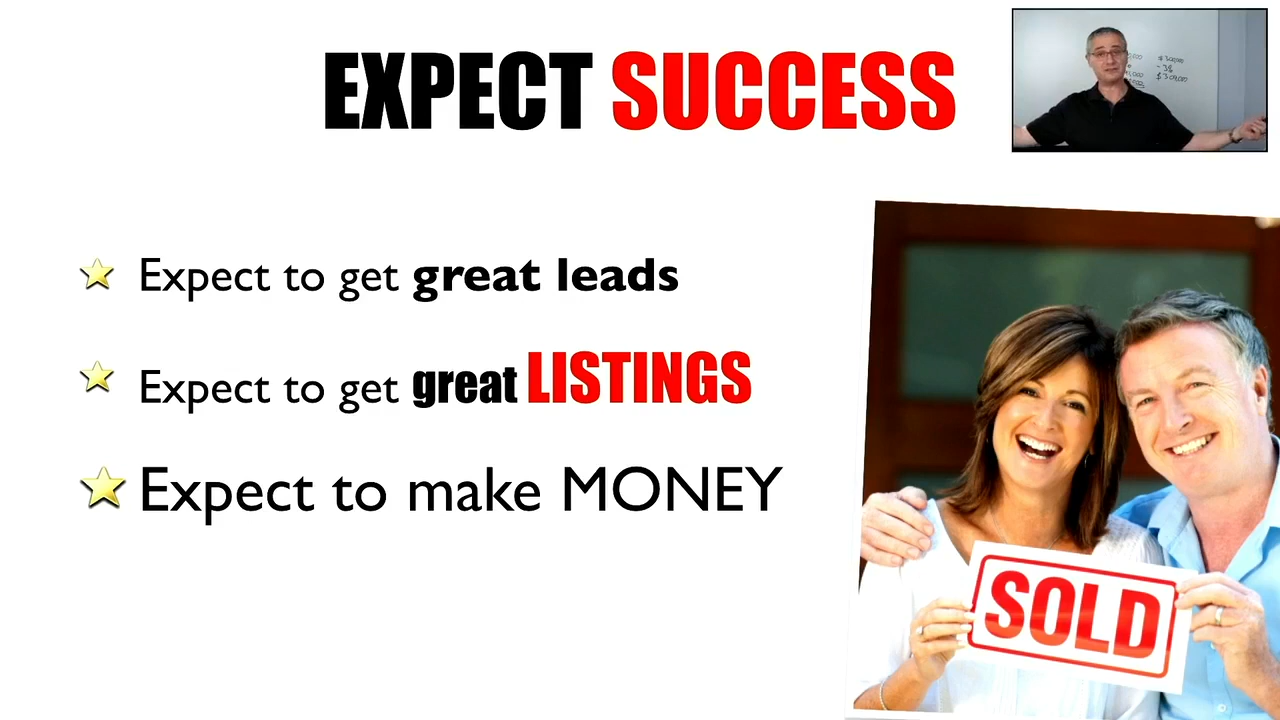 EXPECT SUCCESS
Expect to get great leads
Expect to get great LISTINGS
Expect to make MONEY
SOLD